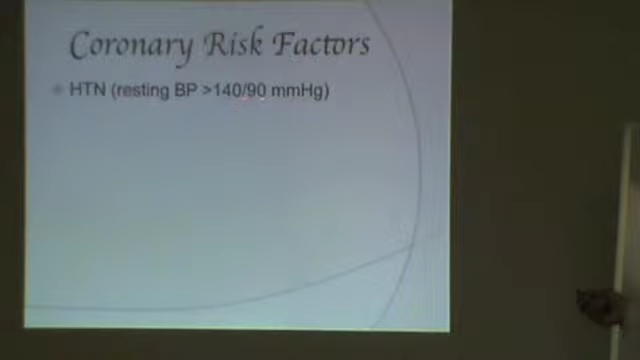 Coronary Risk Factors
HTN (resting BP >140/90 mmHg)